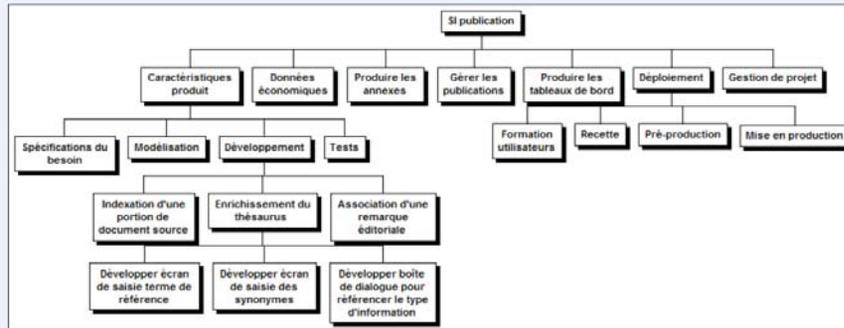 SI publication
Caractéristiques
produit
Données
économiques
Produire les
annexes
Gérer les
publications
Produire les
tableaux de bord
Déploiement
Gestion de projet
Spécifications du
besoin
Modélisation
Développement
Tests
Formation
utilisateurs
Recette
Pré-production
Mise en production
Indexation d'une
portion de
document source
Enrichissement du
thésaurus
Association d'une
remarque
éditoriale
Développer écran
de saisie terme de
référence
Développer écran
de saisie des
synonymes
Développer boîte
de dialogue pour
référencer le type
d'information